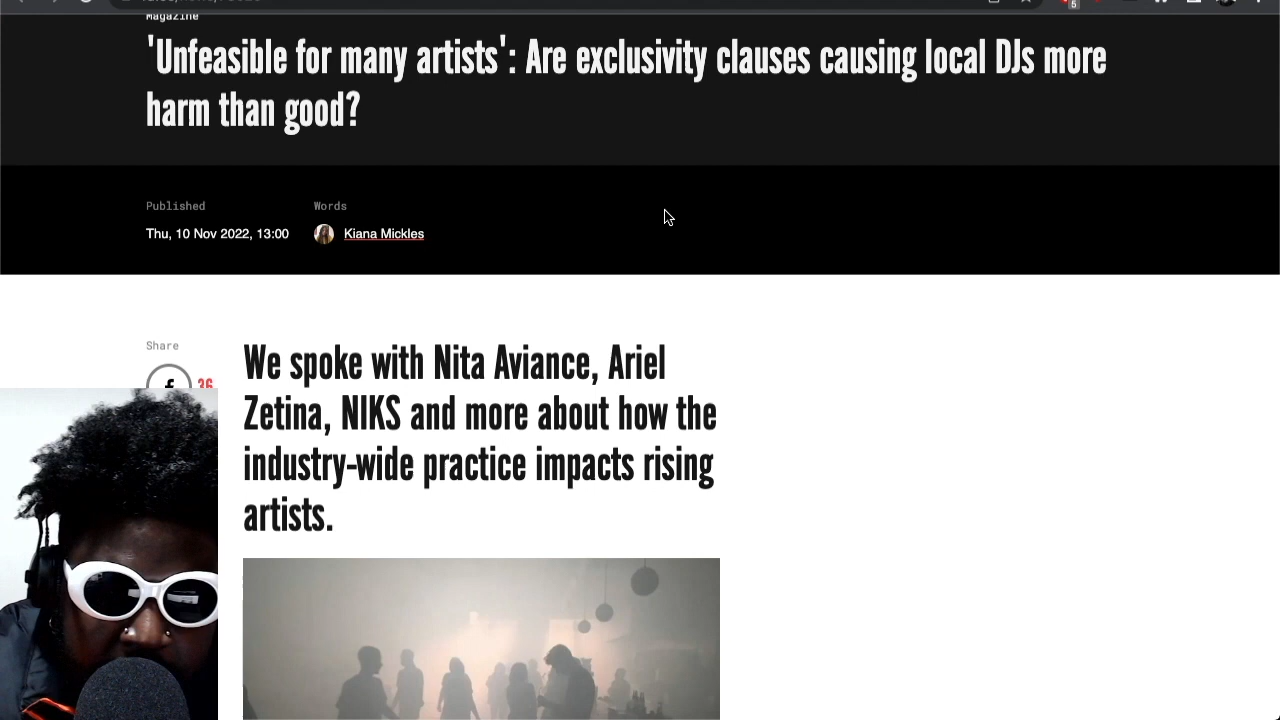 Magazine
'Unfeasible for many artists': Are exclusivity clauses causing local DJs more
harm than good?
Published
Words
Thu, 10 Nov 2022, 13:00
Kiana Mickles
Share
36
We spoke with Nita Aviance, Ariel
Zetina, NIKS and more about how the
industry-wide practice impacts rising
artists.
5